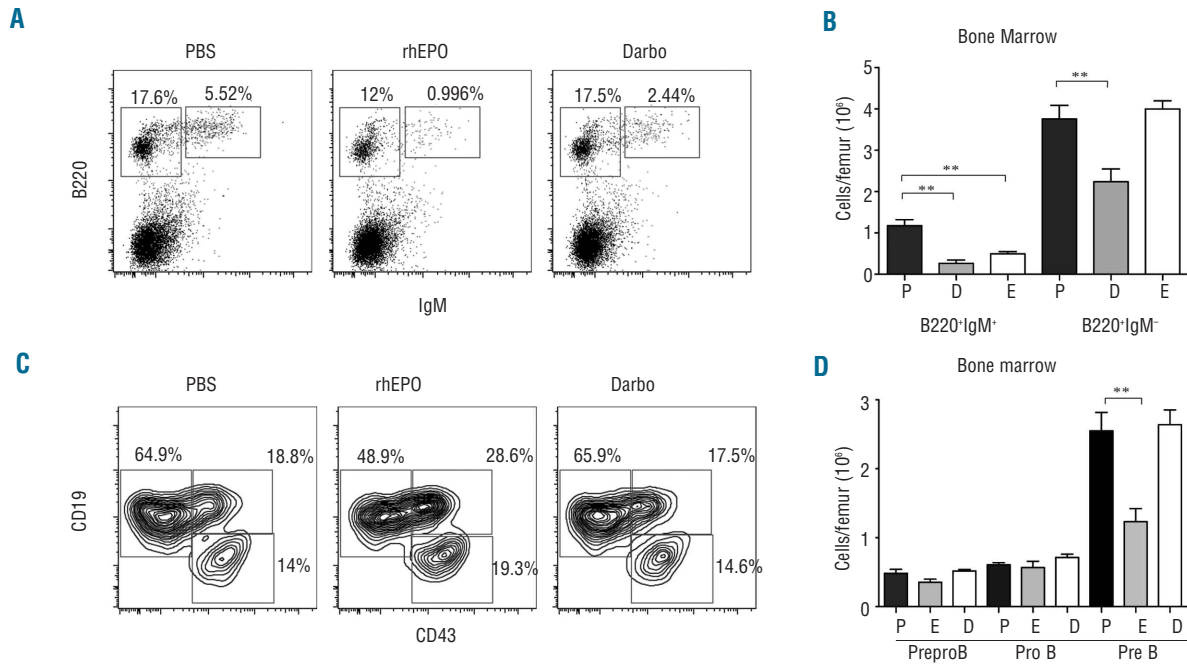 A
PBS
rhEPO
Darbo
17.6%
5.52%
12%
0.996%
17.5%
2.44%
B220
IgM
B
Bone Marrow
Cells/femur (10⁶)
5
4
3
2
1
0
**
**
**
P D E P D E
B220⁺IgM⁺ B220⁺IgM⁻
C
PBS
rhEPO
Darbo
64.9%
18.8%
14%
48.9%
28.6%
19.3%
65.9%
17.5%
14.6%
CD19
CD43
D
Bone marrow
Cells/femur (10⁶)
3
2
1
0
**
P E D P E D P E D
PreproB Pro B Pre B